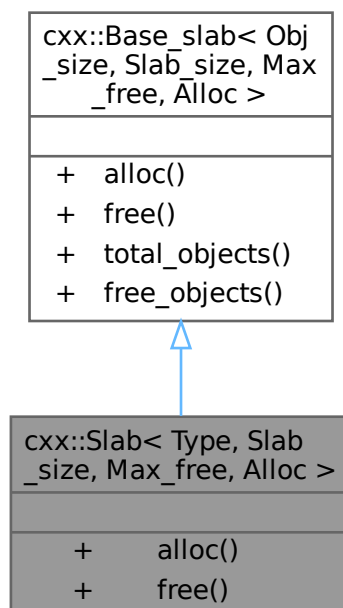 cxx::Base_slab< Obj
_size, Slab_size, Max
_free, Alloc >
+ alloc()
+ free()
+ total_objects()
+ free_objects()
cxx::Slab< Type, Slab
_size, Max_free, Alloc >
+ alloc()
+ free()